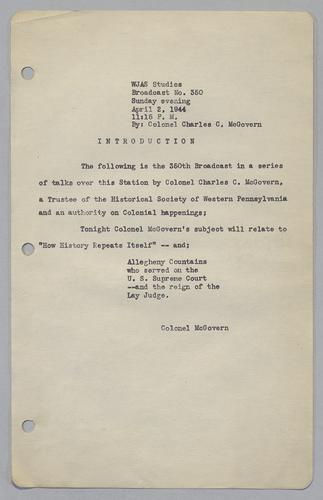 WJAS Studios
Broadcast No. 350
Sunday evening
April 2, 1944
11:15 P. M.
By: Colonel Charles C. McGovern
I N T R O D U C T I O N
The following is the 350th Broadcast in a series
of talks over this Station by Colonel Charles C. McGovern,
a Trustee of the Historical Society of Western Pennsylvania
and an authority on Colonial happenings;
Tonight Colonel McGovern's subject will relate to
"How History Repeats Itself" -- and;
Allegheny Countains
who served on the
U. S. Supreme Court
--and the reign of the
Lay Judge.
Colonel McGovern